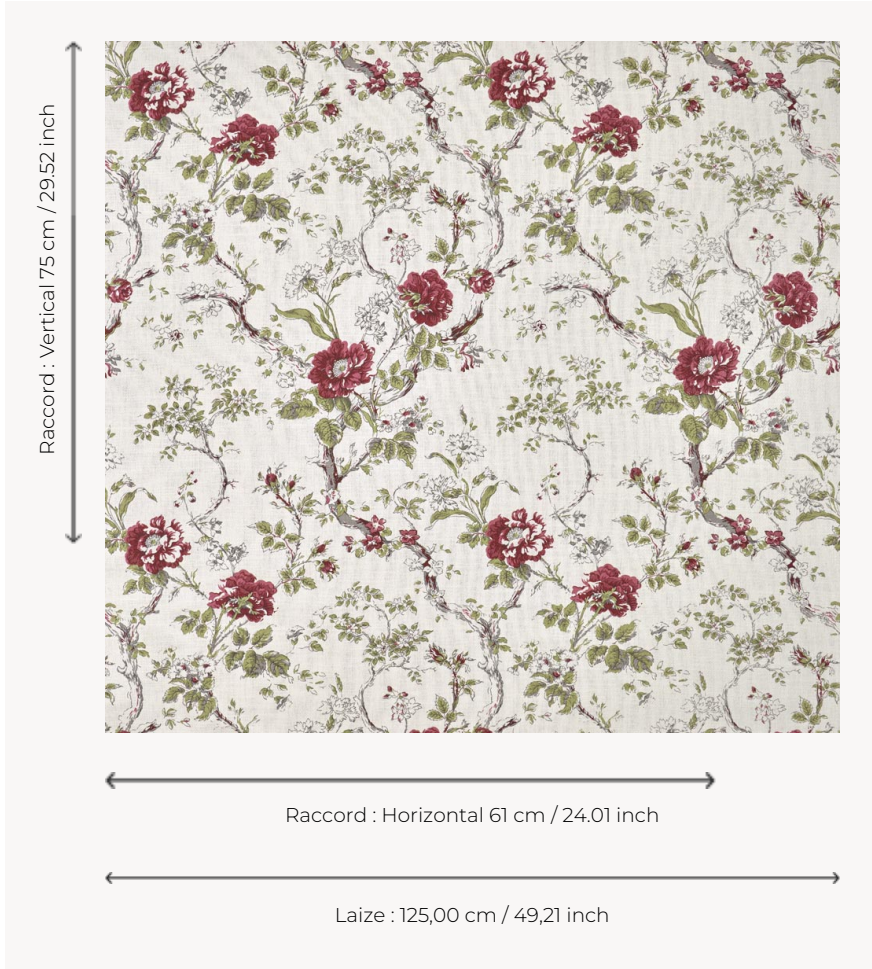 Raccord : Vertical 75 cm / 29.52 inch
Raccord : Horizontal 61 cm / 24.01 inch
Laize : 125,00 cm / 49,21 inch